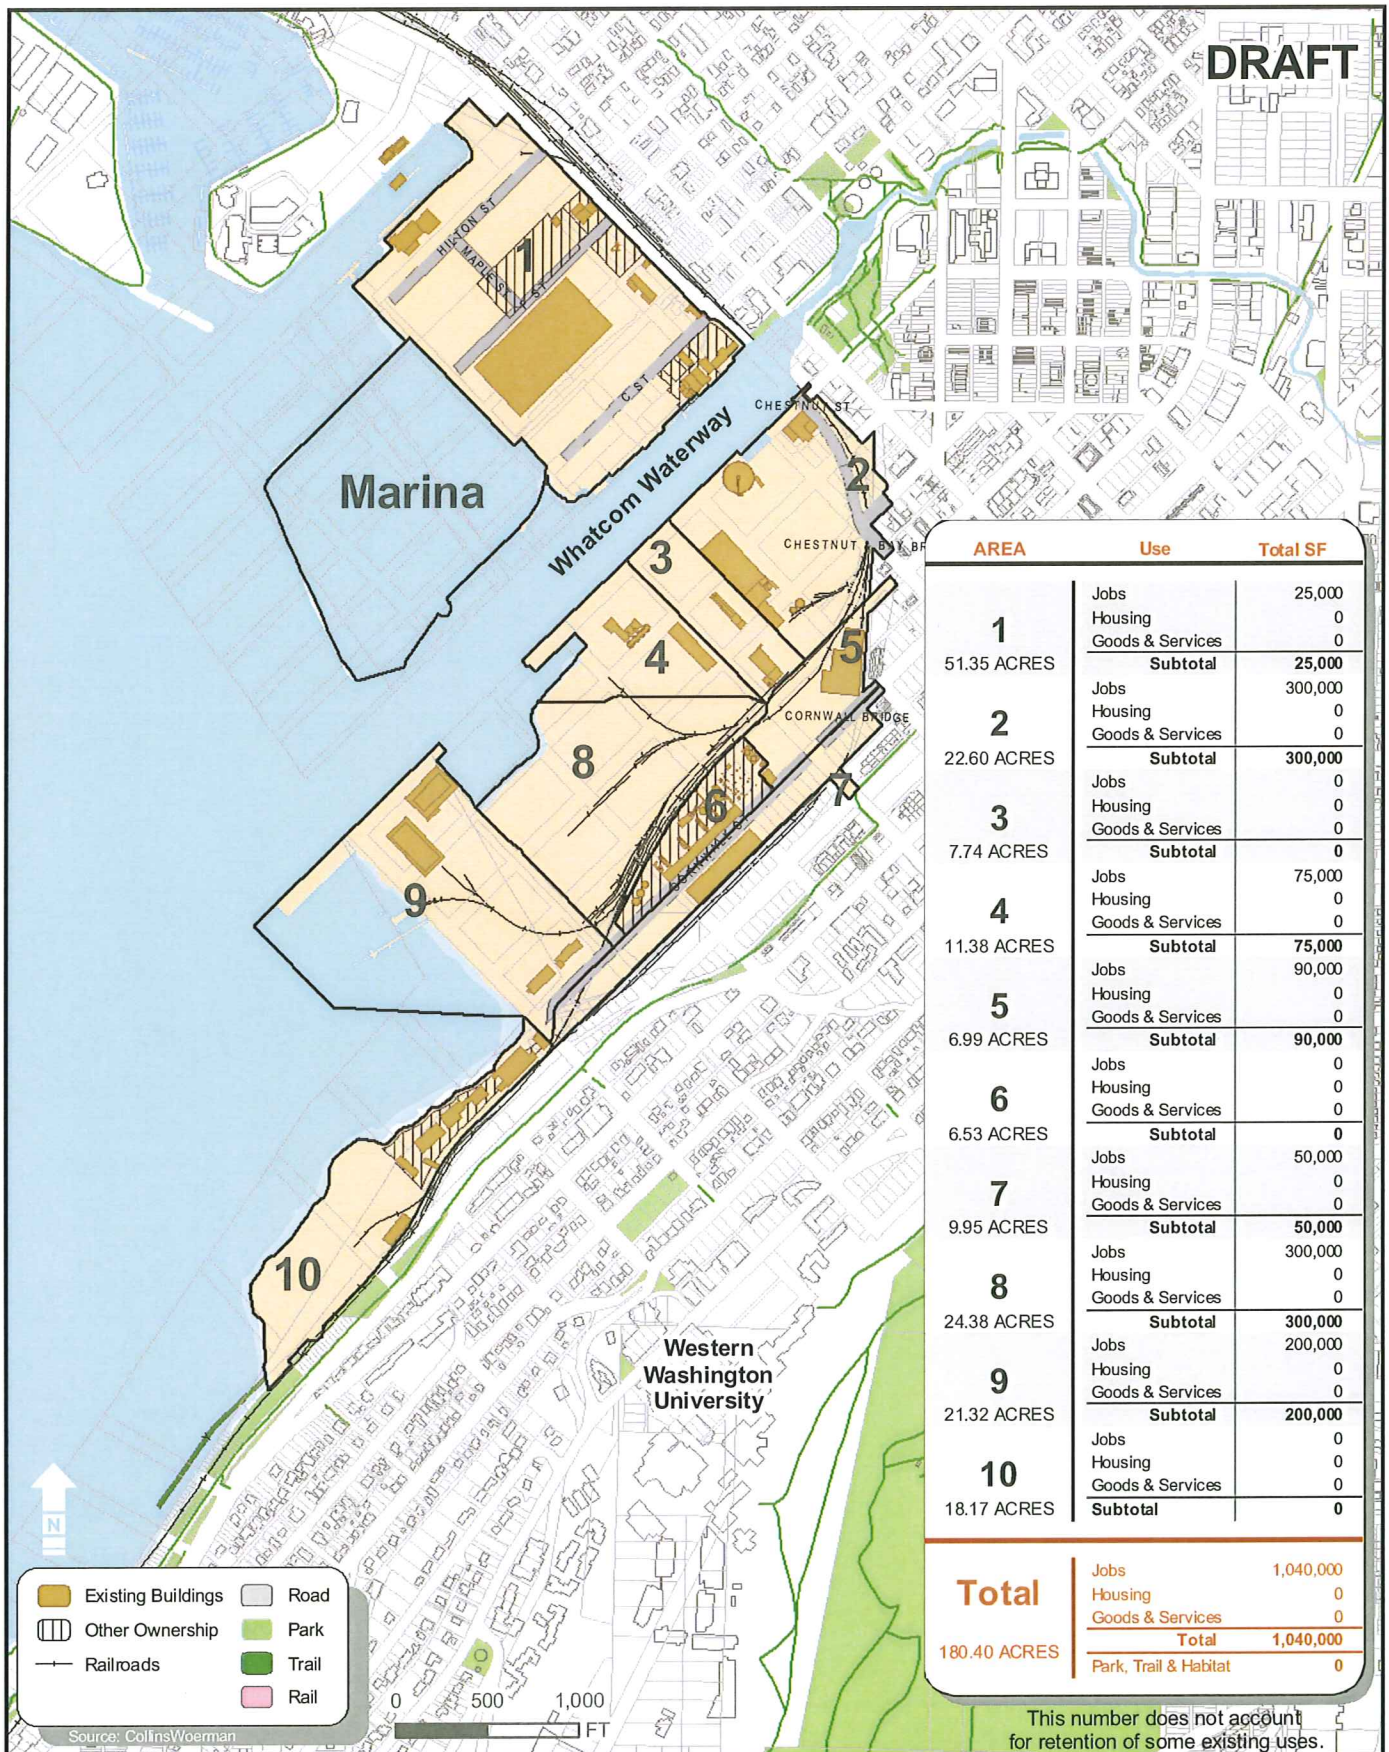 DRAFT
HILTON ST
MAPLE ST
C ST
1
C ST
CHESTNUT ST
Whatcom Waterway
2
Marina
CHESTNUT
BAY BR
3
4
5
CORNWALL BRIDGE
8
6
7
CORNWALL
9
10
Western
Washington
University
AREA Use Total SF
1
51.35 ACRES
Jobs 25,000
Housing 0
Goods & Services 0
Subtotal 25,000
2
22.60 ACRES
Jobs 300,000
Housing 0
Goods & Services 0
Subtotal 300,000
3
7.74 ACRES
Jobs 0
Housing 0
Goods & Services 0
Subtotal 0
4
11.38 ACRES
Jobs 75,000
Housing 0
Goods & Services 0
Subtotal 75,000
5
6.99 ACRES
Jobs 90,000
Housing 0
Goods & Services 0
Subtotal 90,000
6
6.53 ACRES
Jobs 0
Housing 0
Goods & Services 0
Subtotal 0
7
9.95 ACRES
Jobs 50,000
Housing 0
Goods & Services 0
Subtotal 50,000
8
24.38 ACRES
Jobs 300,000
Housing 0
Goods & Services 0
Subtotal 300,000
9
21.32 ACRES
Jobs 200,000
Housing 0
Goods & Services 0
Subtotal 200,000
10
18.17 ACRES
Jobs 0
Housing 0
Goods & Services 0
Subtotal 0
Total
180.40 ACRES
Jobs 1,040,000
Housing 0
Goods & Services 0
Total 1,040,000
Park, Trail & Habitat 0
This number does not account
for retention of some existing uses.
N
Existing Buildings
Other Ownership
Railroads
Road
Park
Trail
Rail
Source: CollinsWoerman
0 500 1,000
FT